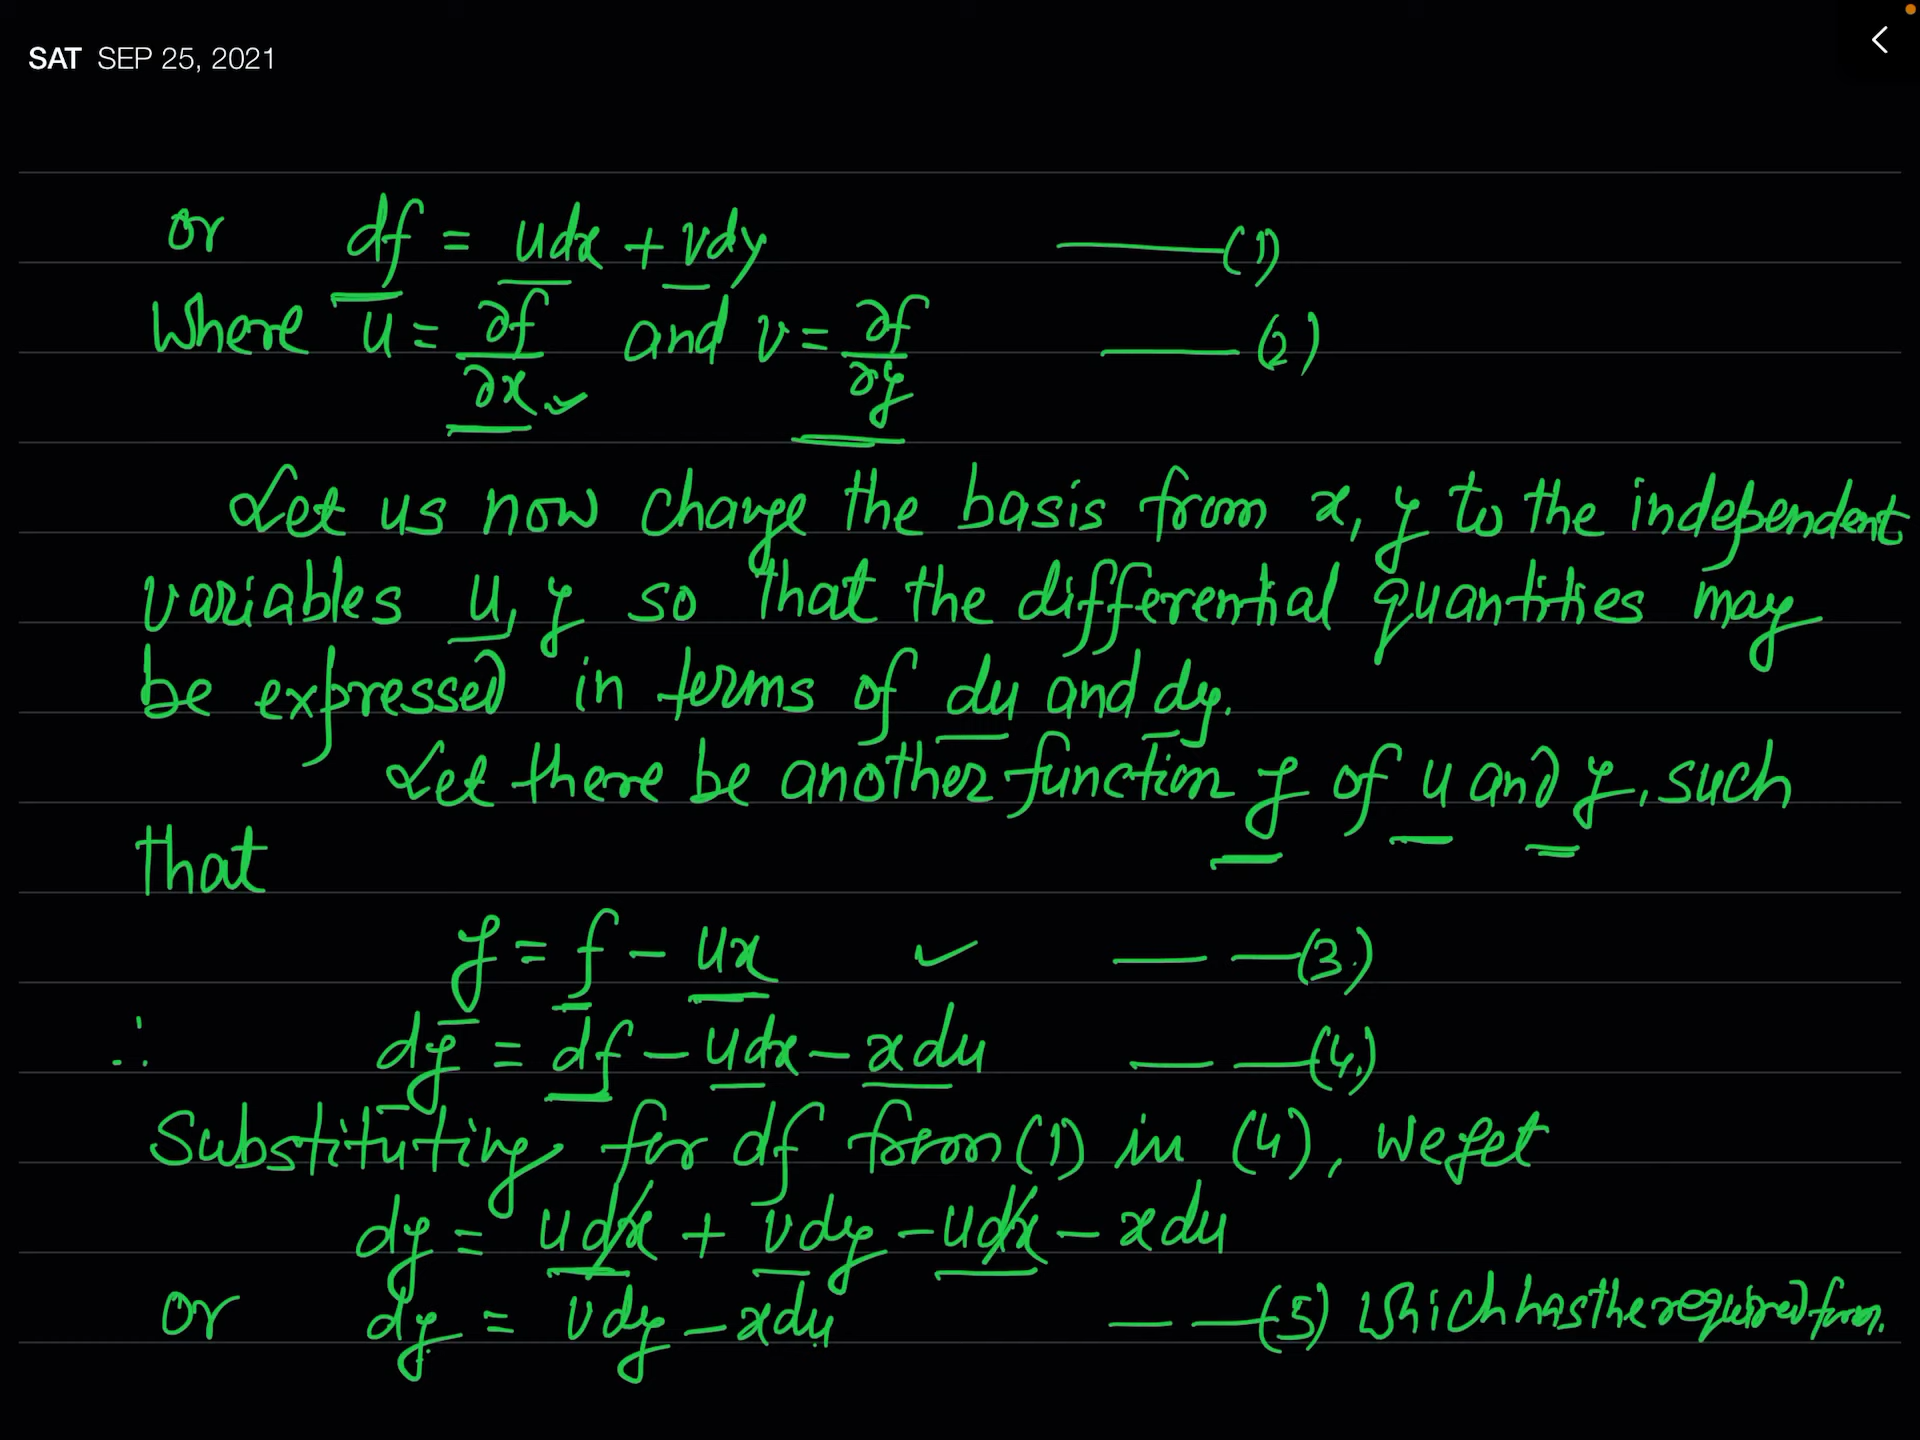 SAT SEP 25, 2021
or df = udx + vdy ——— (1)
Where u = ∂f/∂x and v = ∂f/∂y ——— (2)
Let us now change the basis from x, y to the independent
variables u, y so that the differential quantities may
be expressed in terms of du and dy.
Let there be another function g of u and y, such
that
g = f - ux ✓ — — (3.)
∴ dg = df - udx - xdu — — (4.)
Substituting for df from (1) in (4), we get
dg = udx + vdy - udx - xdu
or dg = vdy - xdu — — (5) Which has the required form.